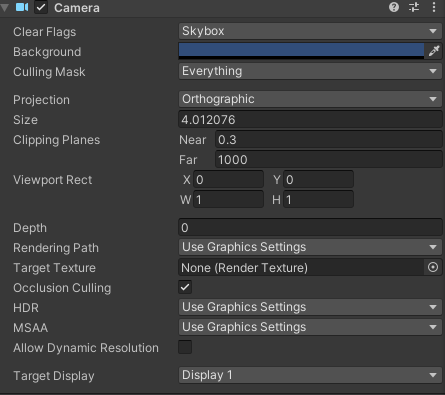 Camera
Clear Flags Skybox
Background
Culling Mask Everything
Projection Orthographic
Size 4.012076
Clipping Planes Near 0.3
Far 1000
Viewport Rect X 0 Y 0
W 1 H 1
Depth 0
Rendering Path Use Graphics Settings
Target Texture None (Render Texture)
Occlusion Culling
HDR Use Graphics Settings
MSAA Use Graphics Settings
Allow Dynamic Resolution
Target Display Display 1